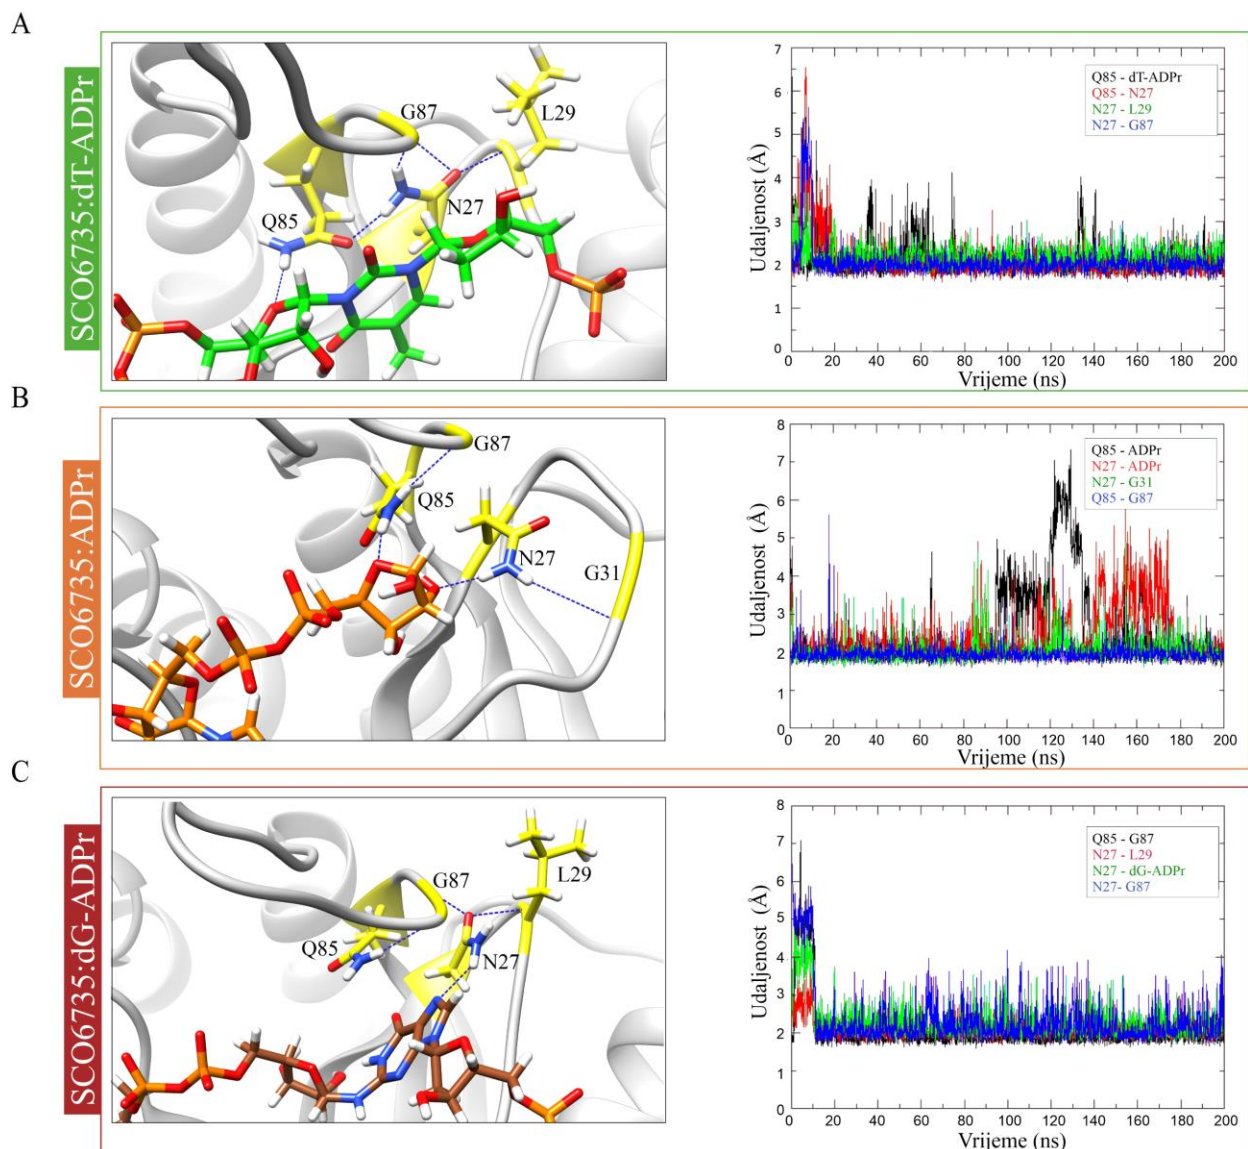 A
SCO6735:dT-ADPr
G87
L29
Q85
N27
Udaljenost (Å)
7
6
5
4
3
2
1
Q85 - dT-ADPr
Q85 - N27
N27 - L29
N27 - G87
0 20 40 60 80 100 120 140 160 180 200
Vrijeme (ns)
B
SCO6735:ADPr
G87
Q85
N27
G31
Udaljenost (Å)
8
7
6
5
4
3
2
1
0
Q85 - ADPr
N27 - ADPr
N27 - G31
Q85 - G87
0 20 40 60 80 100 120 140 160 180 200
Vrijeme (ns)
C
SCO6735:dG-ADPr
L29
G87
Q85
N27
Udaljenost (Å)
8
7
6
5
4
3
2
1
0
Q85 - G87
N27 - L29
N27 - dG-ADPr
N27- G87
0 20 40 60 80 100 120 140 160 180 200
Vrijeme (ns)